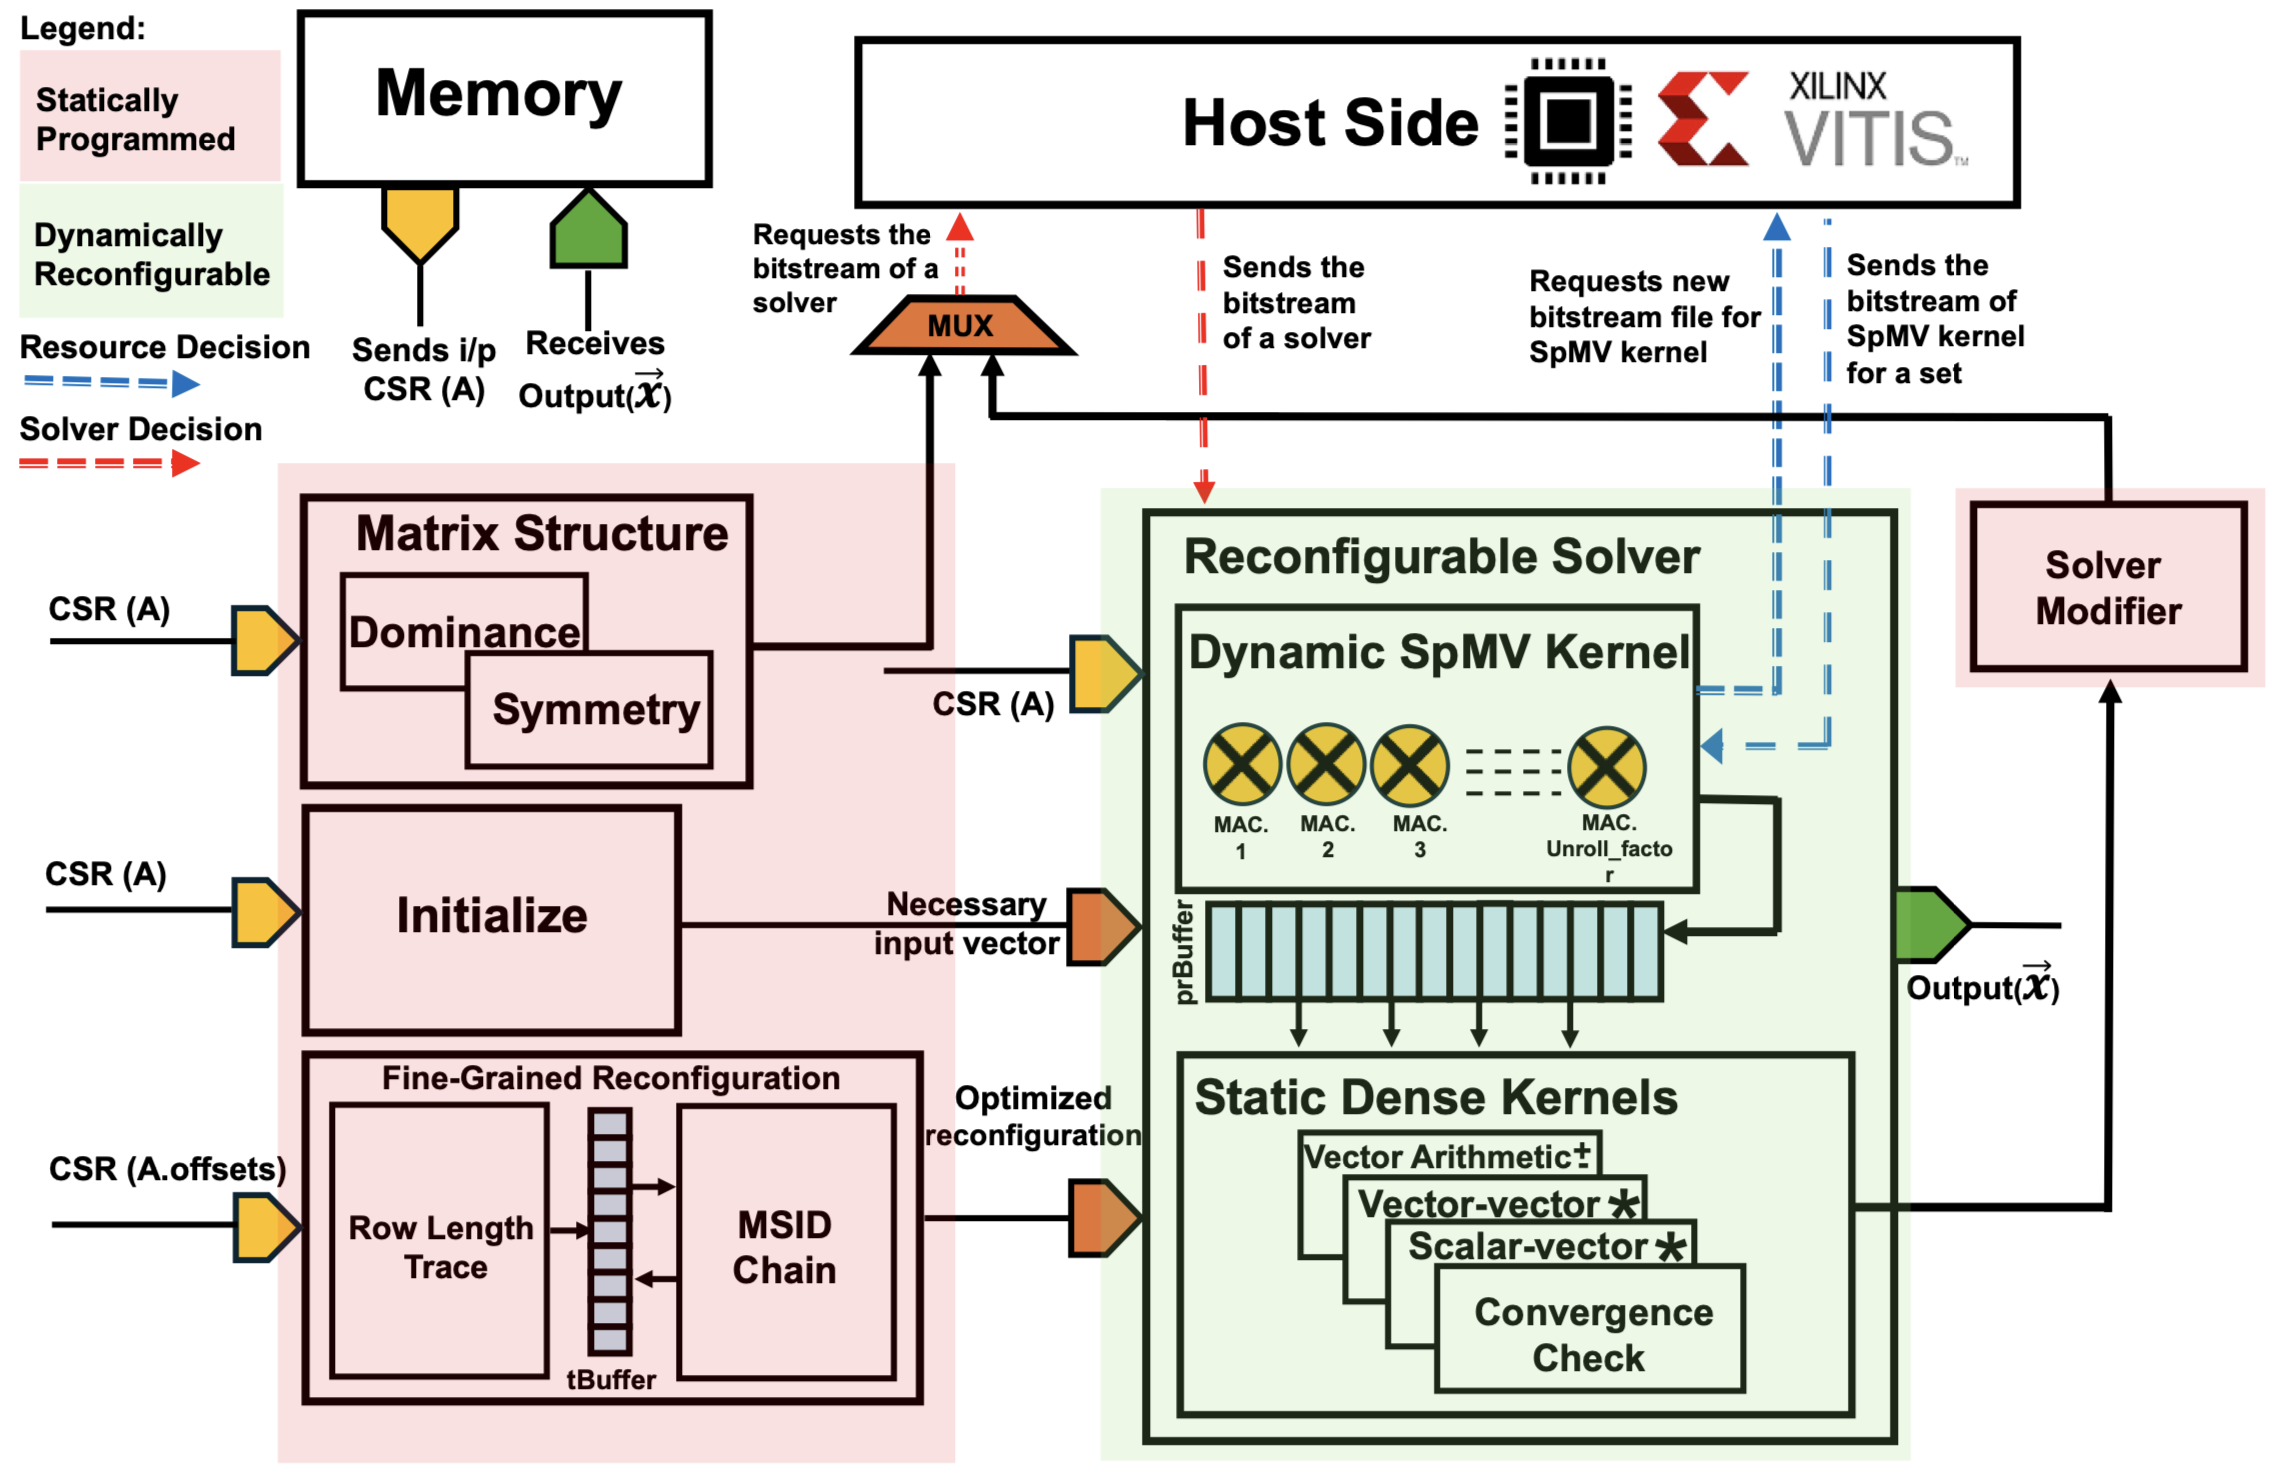 Legend:
Statically
Programmed
Dynamically
Reconfigurable
Resource Decision
Solver Decision
Memory
Sends i/p
CSR (A)
Receives
Output(x⃗)
Host Side
XILINX
VITIS™
Requests the
bitstream of a
solver
MUX
Sends the
bitstream
of a solver
Requests new
bitstream file for
SpMV kernel
Sends the
bitstream of
SpMV kernel
for a set
CSR (A)
Matrix Structure
Dominance
Symmetry
CSR (A)
Initialize
Necessary
input vector
CSR (A.offsets)
Fine-Grained Reconfiguration
Row Length
Trace
tBuffer
MSID
Chain
Optimized
reconfiguration
CSR (A)
Reconfigurable Solver
Dynamic SpMV Kernel
MAC.
1
MAC.
2
MAC.
3
MAC.
Unroll_facto
r
prBuffer
Static Dense Kernels
Vector Arithmetic±
Vector-vector *
Scalar-vector *
Convergence
Check
Output(x⃗)
Solver
Modifier